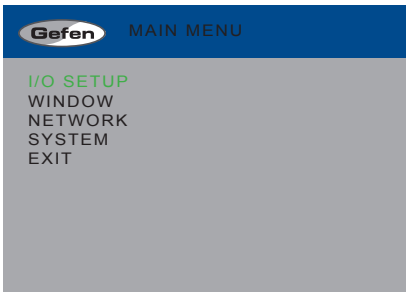 Gefen MAIN MENU
I/O SETUP
WINDOW
NETWORK
SYSTEM
EXIT